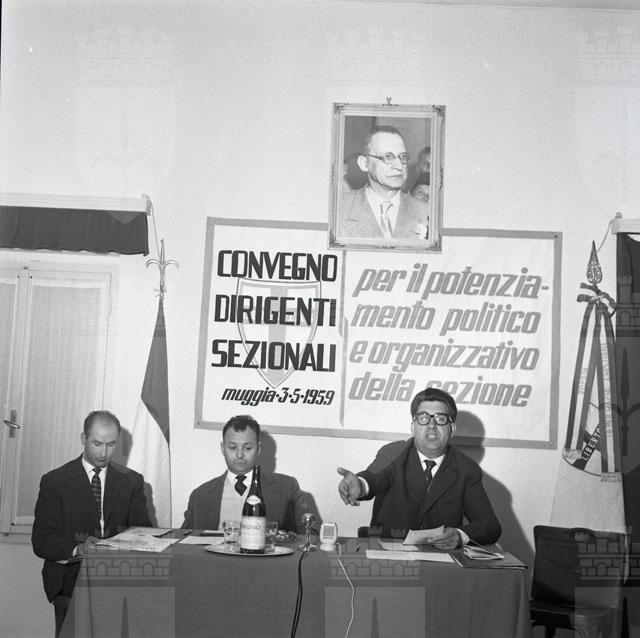 CONVEGNO
DIRIGENTI
SEZIONALI
muggia·3·5·1959
per il potenzia-
mento politico
e organizzativo
della sezione